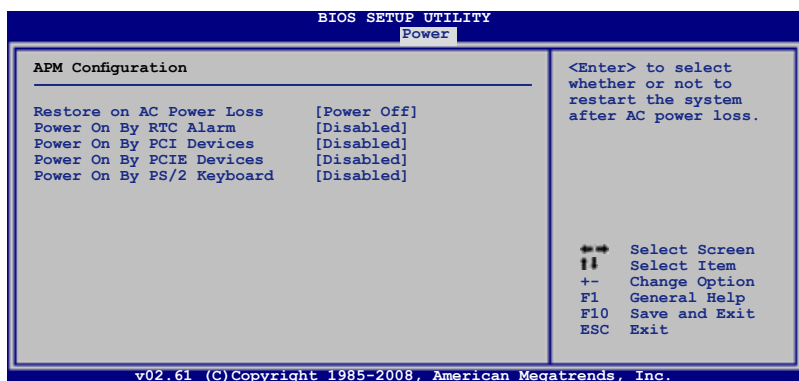 BIOS SETUP UTILITY
Power
APM Configuration
Restore on AC Power Loss [Power Off]
Power On By RTC Alarm [Disabled]
Power On By PCI Devices [Disabled]
Power On By PCIE Devices [Disabled]
Power On By PS/2 Keyboard [Disabled]
<Enter> to select
whether or not to
restart the system
after AC power loss.
←→ Select Screen
↑↓ Select Item
+- Change Option
F1 General Help
F10 Save and Exit
ESC Exit
v02.61 (C)Copyright 1985-2008, American Megatrends, Inc.